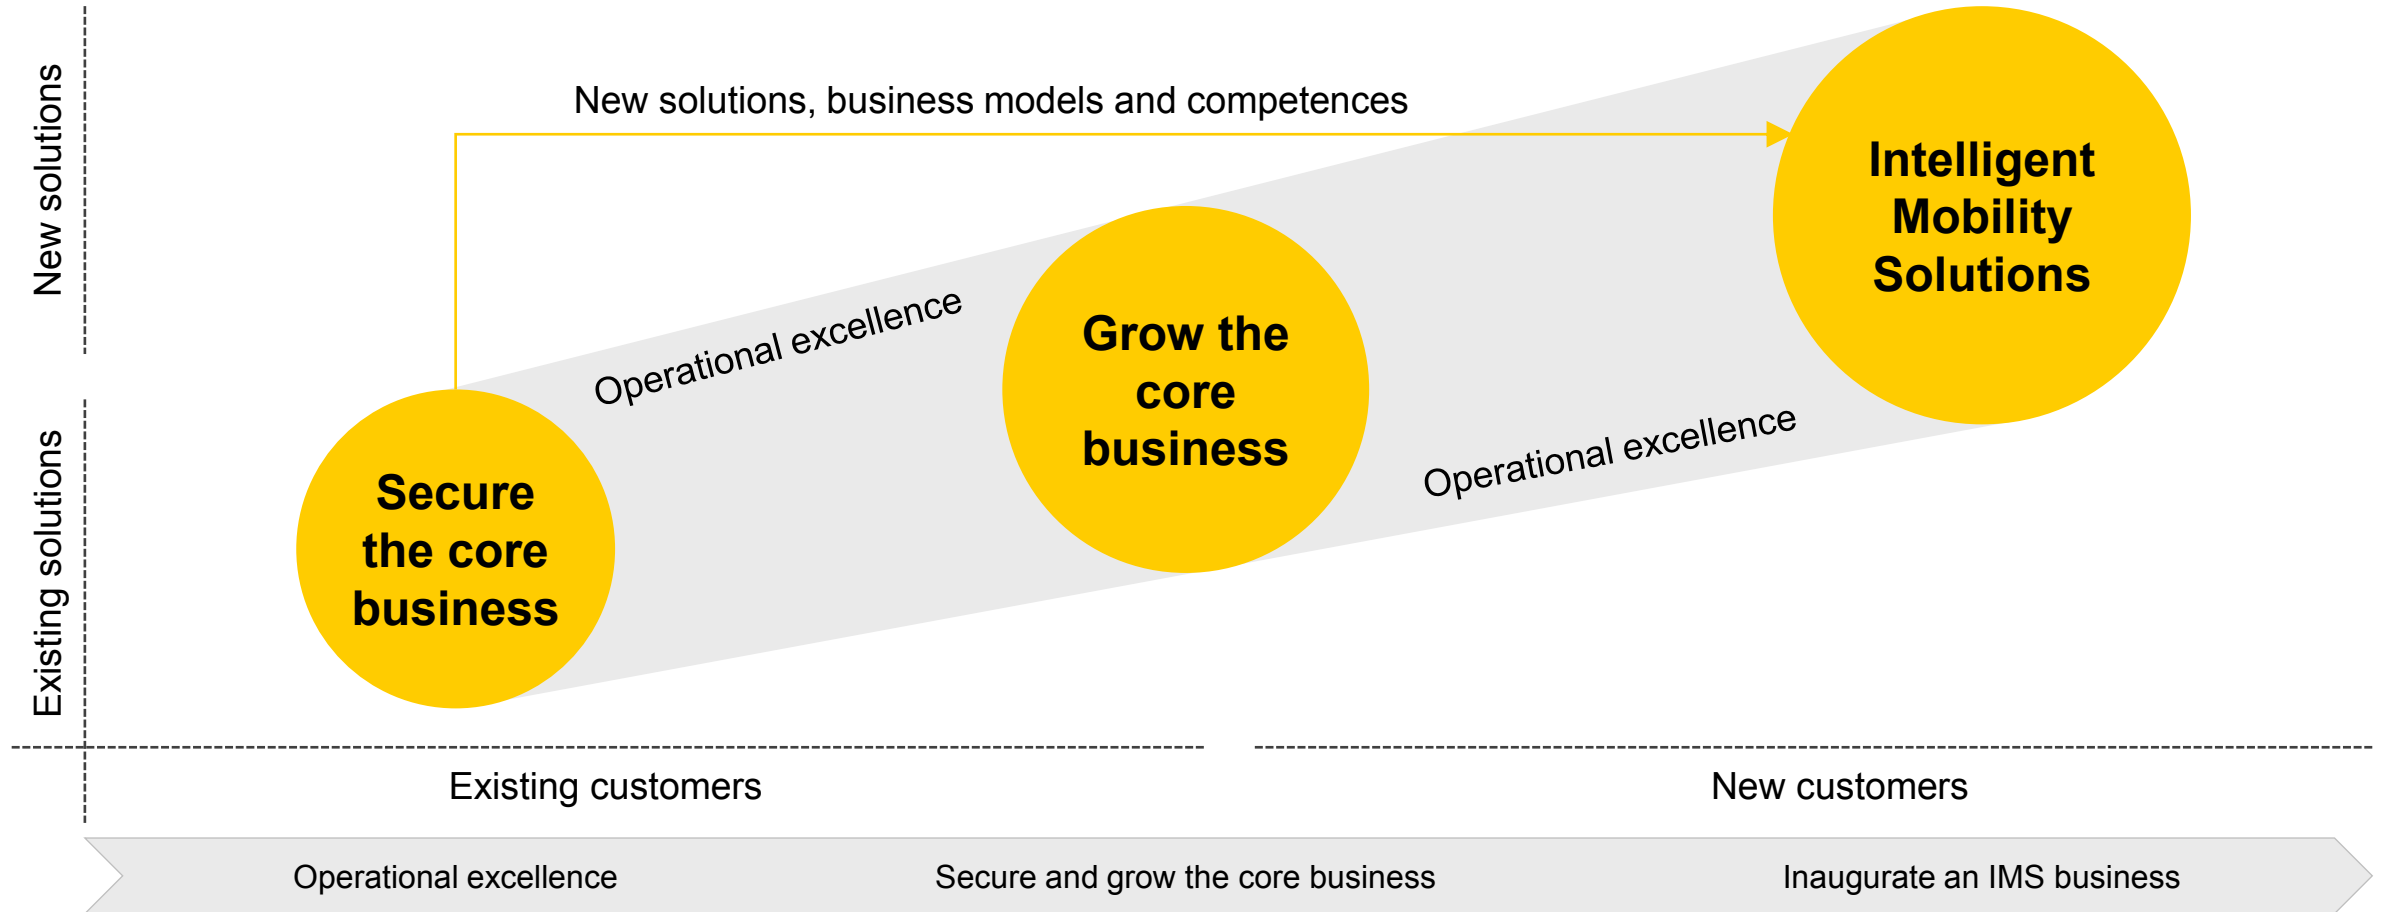 New solutions
Existing solutions
New solutions, business models and competences
Operational excellence
Operational excellence
Secure
the core
business
Grow the
core
business
Intelligent
Mobility
Solutions
Existing customers
New customers
Operational excellence
Secure and grow the core business
Inaugurate an IMS business